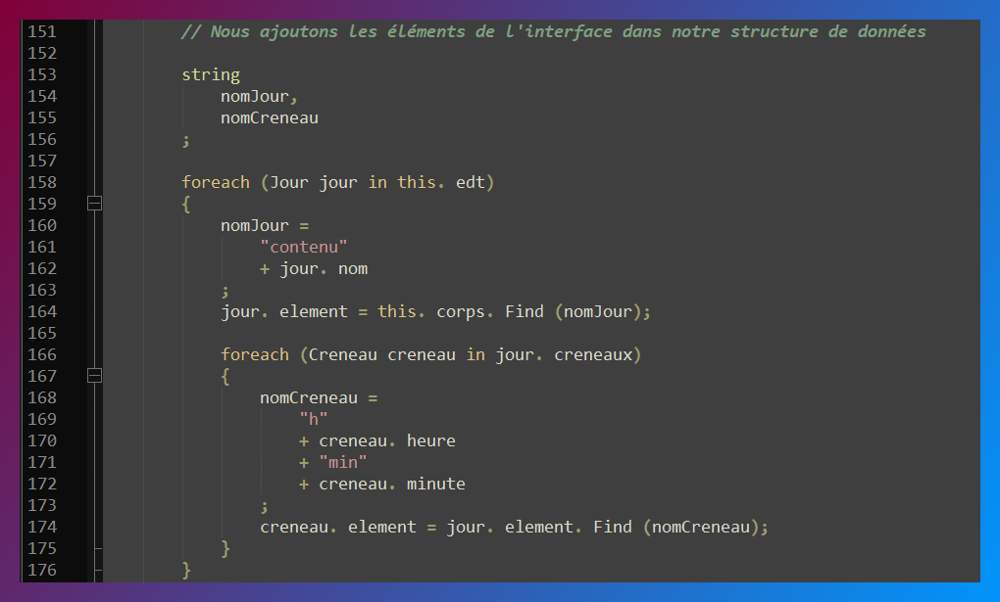 151 // Nous ajoutons les éléments de l'interface dans notre structure de données
152
153 string
154 nomJour,
155 nomCreneau
156 ;
157
158 foreach (Jour jour in this. edt)
159 {
160 nomJour =
161 "contenu"
162 + jour. nom
163 ;
164 jour. element = this. corps. Find (nomJour);
165
166 foreach (Creneau creneau in jour. creneaux)
167 {
168 nomCreneau =
169 "h"
170 + creneau. heure
171 + "min"
172 + creneau. minute
173 ;
174 creneau. element = jour. element. Find (nomCreneau);
175 }
176 }